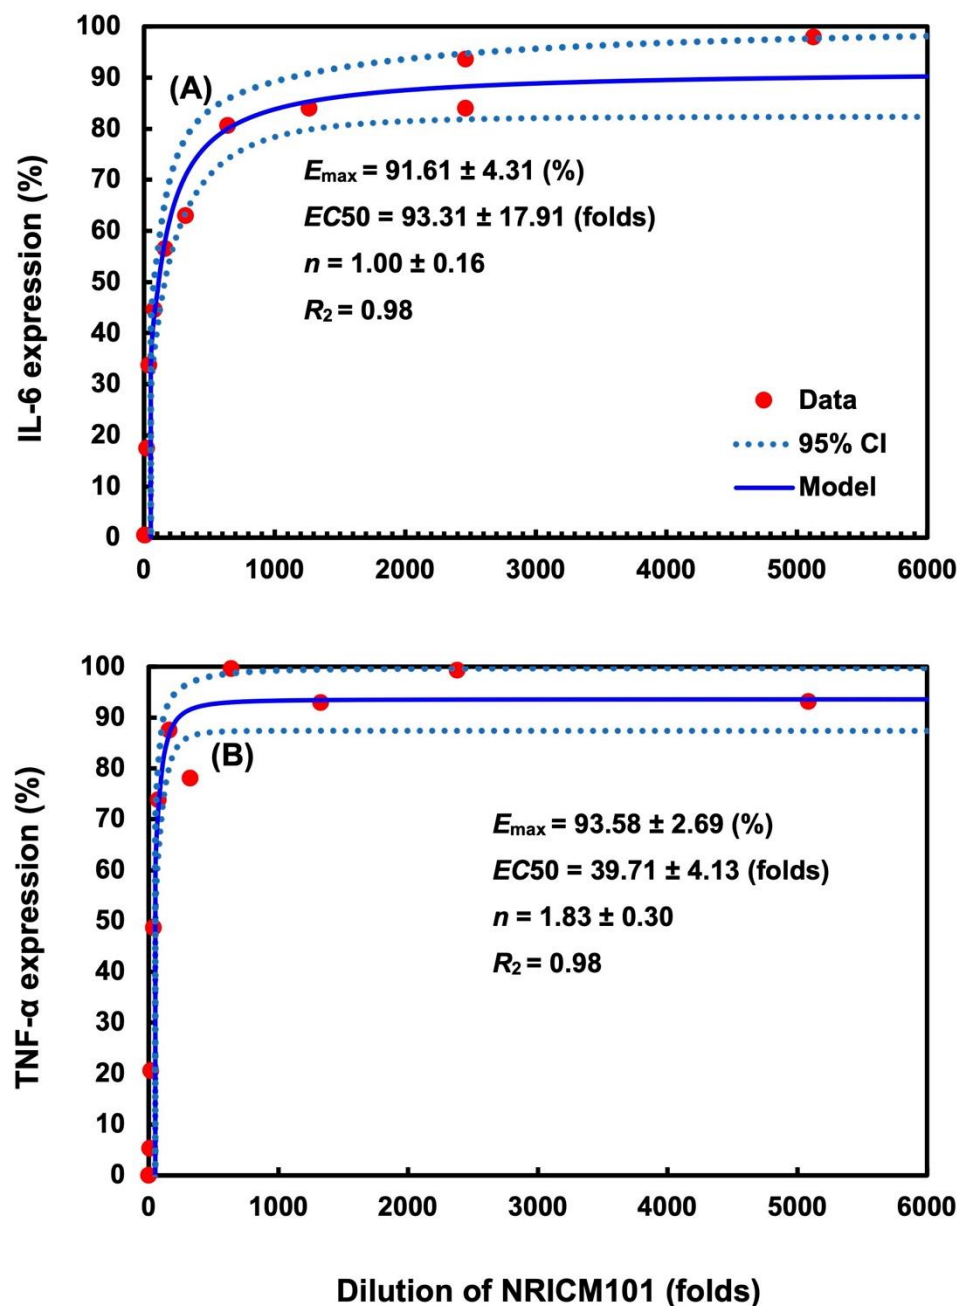 IL-6 expression (%)
100
90
80
70
60
50
40
30
20
10
0
(A)
Emax = 91.61 ± 4.31 (%)
EC50 = 93.31 ± 17.91 (folds)
n = 1.00 ± 0.16
R2 = 0.98
Data
95% CI
Model
0 1000 2000 3000 4000 5000 6000
TNF-α expression (%)
100
90
80
70
60
50
40
30
20
10
0
(B)
Emax = 93.58 ± 2.69 (%)
EC50 = 39.71 ± 4.13 (folds)
n = 1.83 ± 0.30
R2 = 0.98
0 1000 2000 3000 4000 5000 6000
Dilution of NRICM101 (folds)